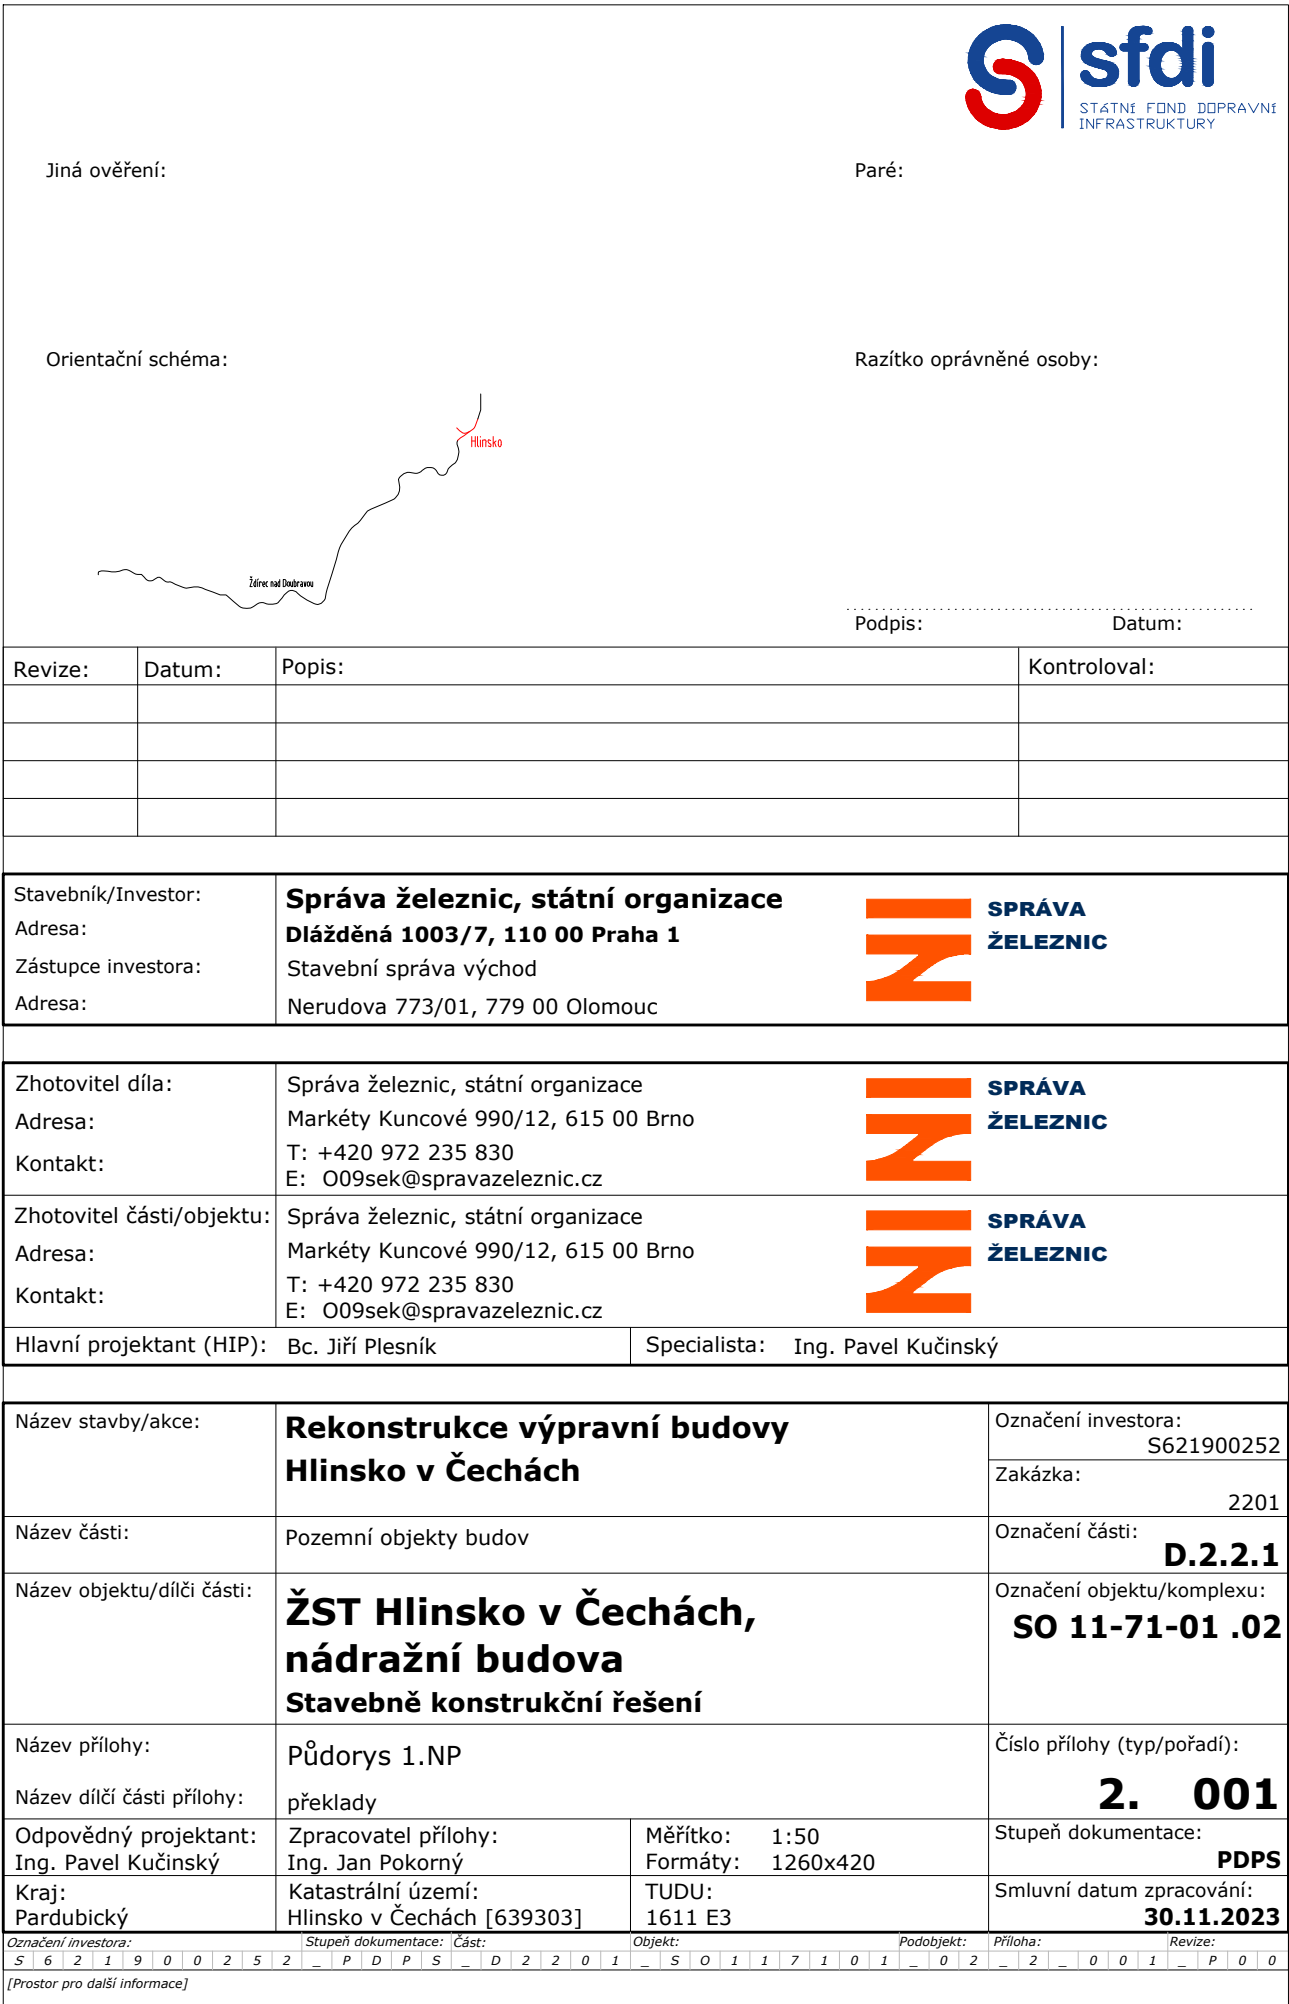 sfdi
STÁTNÍ FOND DOPRAVNÍ
INFRASTRUKTURY
Jiná ověření:
Paré:
Orientační schéma:
Razítko oprávněné osoby:
Hlinsko
Ždírec nad Doubravou
Podpis:
Datum:
Revize:
Datum:
Popis:
Kontroloval:
Stavebník/Investor:
Správa železnic, státní organizace
Adresa:
Dlážděná 1003/7, 110 00 Praha 1
Zástupce investora:
Stavební správa východ
Adresa:
Nerudova 773/01, 779 00 Olomouc
SPRÁVA
ŽELEZNIC
Zhotovitel díla:
Správa železnic, státní organizace
Adresa:
Markéty Kuncové 990/12, 615 00 Brno
Kontakt:
T: +420 972 235 830
E: O09sek@spravazeleznic.cz
SPRÁVA
ŽELEZNIC
Zhotovitel části/objektu:
Správa železnic, státní organizace
Adresa:
Markéty Kuncové 990/12, 615 00 Brno
Kontakt:
T: +420 972 235 830
E: O09sek@spravazeleznic.cz
SPRÁVA
ŽELEZNIC
Hlavní projektant (HIP): Bc. Jiří Plesník
Specialista: Ing. Pavel Kučinský
Název stavby/akce:
Rekonstrukce výpravní budovy
Hlinsko v Čechách
Označení investora:
S621900252
Zakázka:
2201
Název části:
Pozemní objekty budov
Označení části:
D.2.2.1
Název objektu/dílči části:
ŽST Hlinsko v Čechách,
nádražní budova
Stavebně konstrukční řešení
Označení objektu/komplexu:
SO 11-71-01 .02
Název přílohy:
Půdorys 1.NP
Název dílčí části přílohy:
překlady
Číslo přílohy (typ/pořadí):
2. 001
Odpovědný projektant:
Ing. Pavel Kučinský
Zpracovatel přílohy:
Ing. Jan Pokorný
Měřítko: 1:50
Formáty: 1260x420
Stupeň dokumentace:
PDPS
Kraj:
Pardubický
Katastrální území:
Hlinsko v Čechách [639303]
TUDU:
1611 E3
Smluvní datum zpracování:
30.11.2023
Označení investora: Stupeň dokumentace: Část: Objekt: Podobjekt: Příloha: Revize:
S 6 2 1 9 0 0 2 5 2 _ P D P S _ D 2 2 0 1 _ S O 1 1 7 1 0 1 _ 0 2 _ 2 _ 0 0 1 _ P 0 0
[Prostor pro další informace]